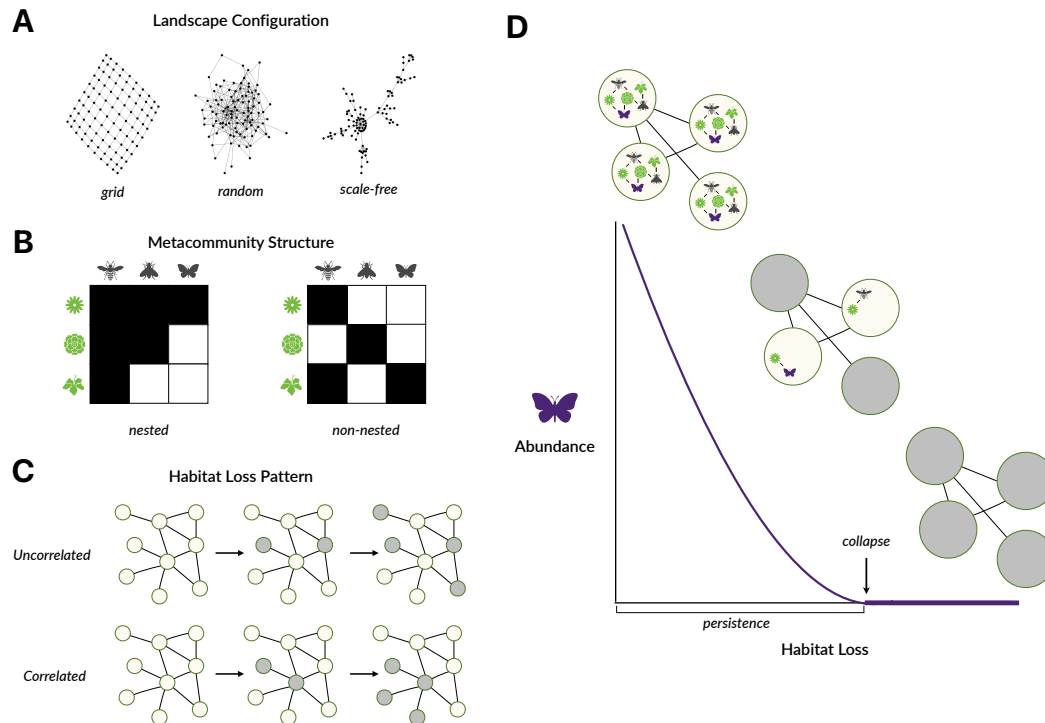 A
Landscape Configuration
grid
random
scale-free
B
Metacommunity Structure
nested
non-nested
C
Habitat Loss Pattern
Uncorrelated
Correlated
D
Abundance
collapse
persistence
Habitat Loss